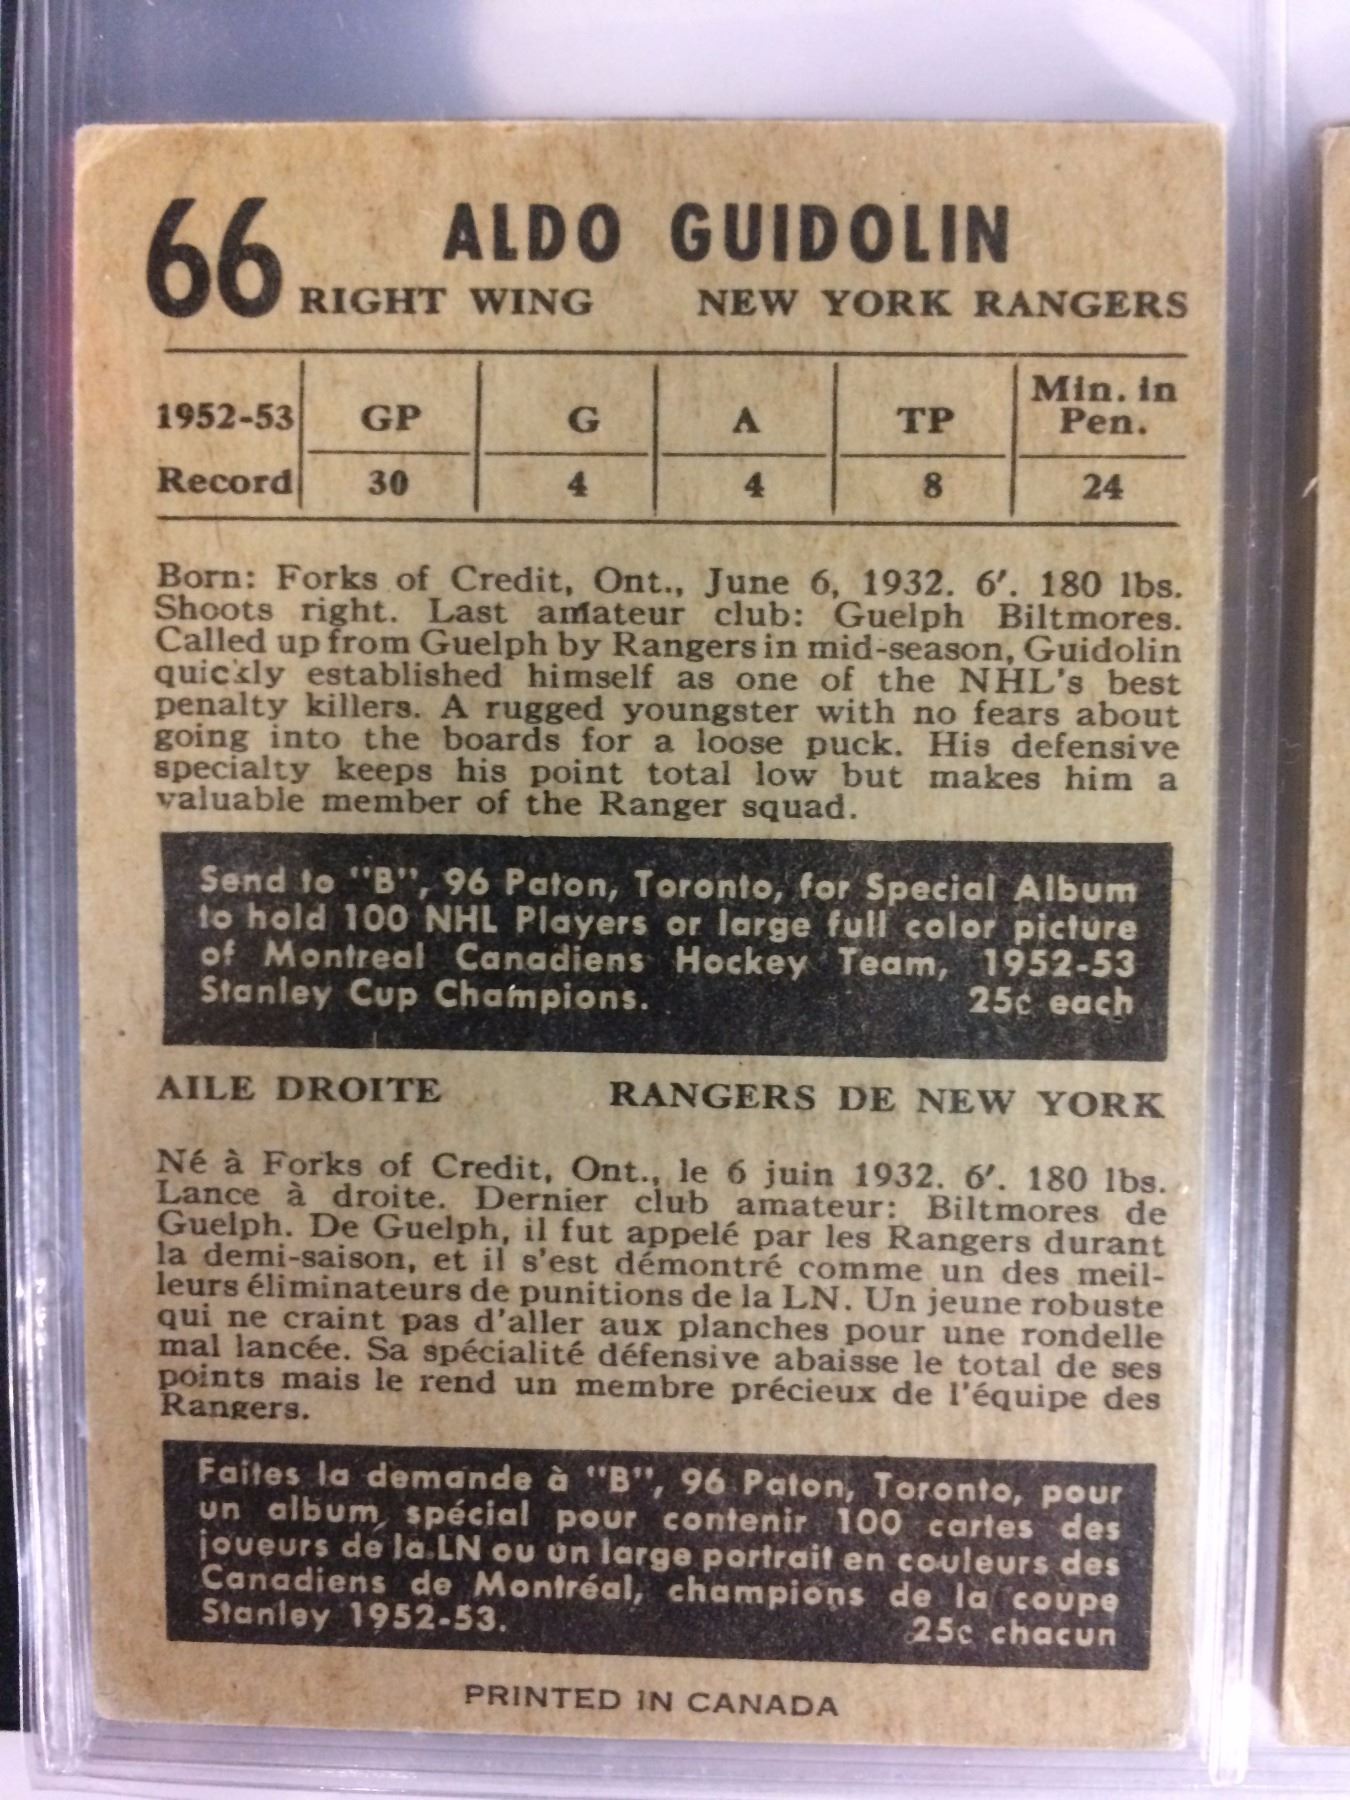 66 ALDO GUIDOLIN
RIGHT WING NEW YORK RANGERS
1952-53 GP G A TP Min. in Pen.
Record 30 4 4 8 24
Born: Forks of Credit, Ont., June 6, 1932. 6′. 180 lbs.
Shoots right. Last amateur club: Guelph Biltmores.
Called up from Guelph by Rangers in mid-season, Guidolin
quickly established himself as one of the NHL's best
penalty killers. A rugged youngster with no fears about
going into the boards for a loose puck. His defensive
specialty keeps his point total low but makes him a
valuable member of the Ranger squad.
Send to "B", 96 Paton, Toronto, for Special Album
to hold 100 NHL Players or large full color picture
of Montreal Canadiens Hockey Team, 1952-53
Stanley Cup Champions. 25c each
AILE DROITE RANGERS DE NEW YORK
Né à Forks of Credit, Ont., le 6 juin 1932. 6′. 180 lbs.
Lance à droite. Dernier club amateur: Biltmores de
Guelph. De Guelph, il fut appelé par les Rangers durant
la demi-saison, et il s'est démontré comme un des meil-
leurs éliminateurs de punitions de la LN. Un jeune robuste
qui ne craint pas d'aller aux planches pour une rondelle
mal lancée. Sa spécialité défensive abaisse le total de ses
points mais le rend un membre précieux de l'équipe des
Rangers.
Faites la demande à "B", 96 Paton, Toronto, pour
un album, spécial pour contenir 100 cartes des
joueurs de la LN ou un large portrait en couleurs des
Canadiens de Montréal, champions de la coupe
Stanley 1952-53. 25c chacun
PRINTED IN CANADA